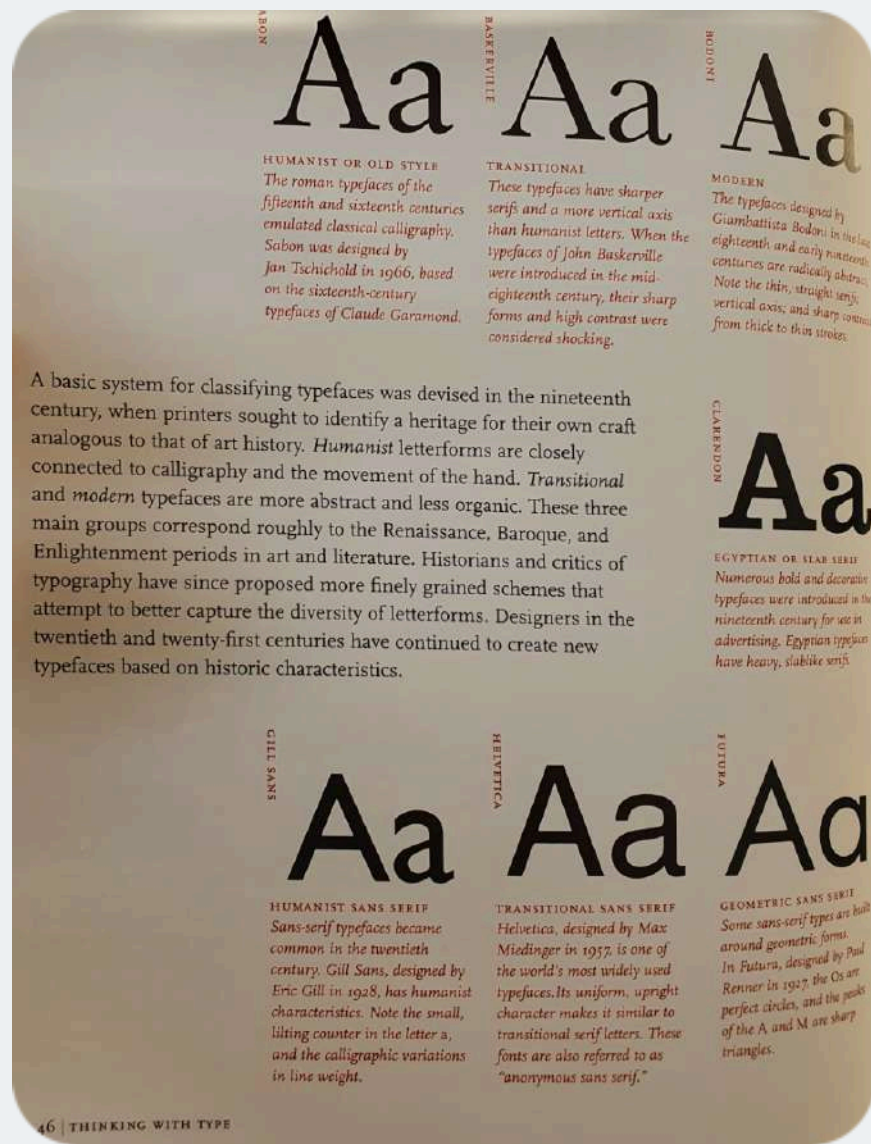 ABON
Aa
HUMANIST OR OLD STYLE
The roman typefaces of the
fifteenth and sixteenth centuries
emulated classical calligraphy.
Sabon was designed by
Jan Tschichold in 1966, based
on the sixteenth-century
typefaces of Claude Garamond.
BASKERVILLE
Aa
TRANSITIONAL
These typefaces have sharper
serifs and a more vertical axis
than humanist letters. When the
typefaces of John Baskerville
were introduced in the mid-
eighteenth century, their sharp
forms and high contrast were
considered shocking.
BODONI
Aa
MODERN
The typefaces designed by
Giambattista Bodoni in the
eighteenth and early nineteenth
centuries are radically abstract.
Note the thin, straight serifs;
vertical axis; and sharp contrast
from thick to thin strokes.
A basic system for classifying typefaces was devised in the nineteenth
century, when printers sought to identify a heritage for their own craft
analogous to that of art history. Humanist letterforms are closely
connected to calligraphy and the movement of the hand. Transitional
and modern typefaces are more abstract and less organic. These three
main groups correspond roughly to the Renaissance, Baroque, and
Enlightenment periods in art and literature. Historians and critics of
typography have since proposed more finely grained schemes that
attempt to better capture the diversity of letterforms. Designers in the
twentieth and twenty-first centuries have continued to create new
typefaces based on historic characteristics.
CLARENDON
Aa
EGYPTIAN OR SLAB SERIF
Numerous bold and decorative
typefaces were introduced in the
nineteenth century for use in
advertising. Egyptian typefaces
have heavy, slablike serifs.
GILL SANS
Aa
HUMANIST SANS SERIF
Sans-serif typefaces became
common in the twentieth
century. Gill Sans, designed by
Eric Gill in 1928, has humanist
characteristics. Note the small,
lilting counter in the letter a,
and the calligraphic variations
in line weight.
HELVETICA
Aa
TRANSITIONAL SANS SERIF
Helvetica, designed by Max
Miedinger in 1957, is one of
the world's most widely used
typefaces. Its uniform, upright
character makes it similar to
transitional serif letters. These
fonts are also referred to as
"anonymous sans serif."
FUTURA
Aa
GEOMETRIC SANS SERIF
Some sans-serif types are built
around geometric forms.
In Futura, designed by Paul
Renner in 1927, the Os are
perfect circles, and the peaks
of the A and M are sharp
triangles.
46 | THINKING WITH TYPE